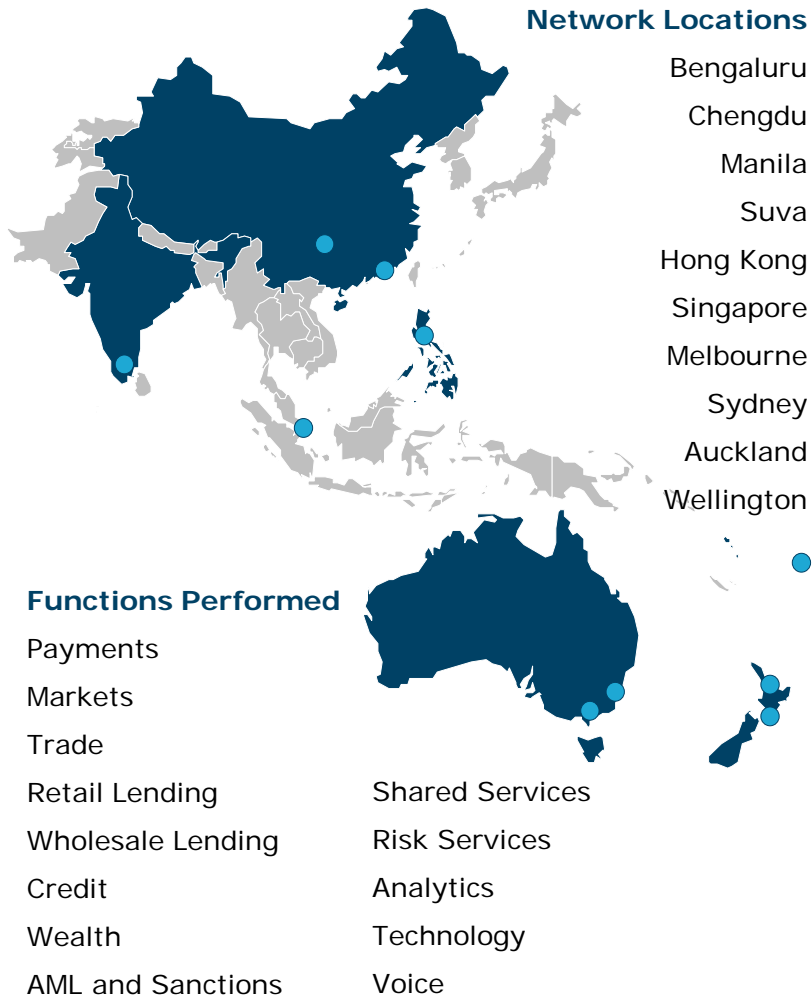 Network Locations
Bengaluru
Chengdu
Manila
Suva
Hong Kong
Singapore
Melbourne
Sydney
Auckland
Wellington
Functions Performed
Payments
Markets
Trade
Retail Lending
Wholesale Lending
Credit
Wealth
AML and Sanctions
Shared Services
Risk Services
Analytics
Technology
Voice